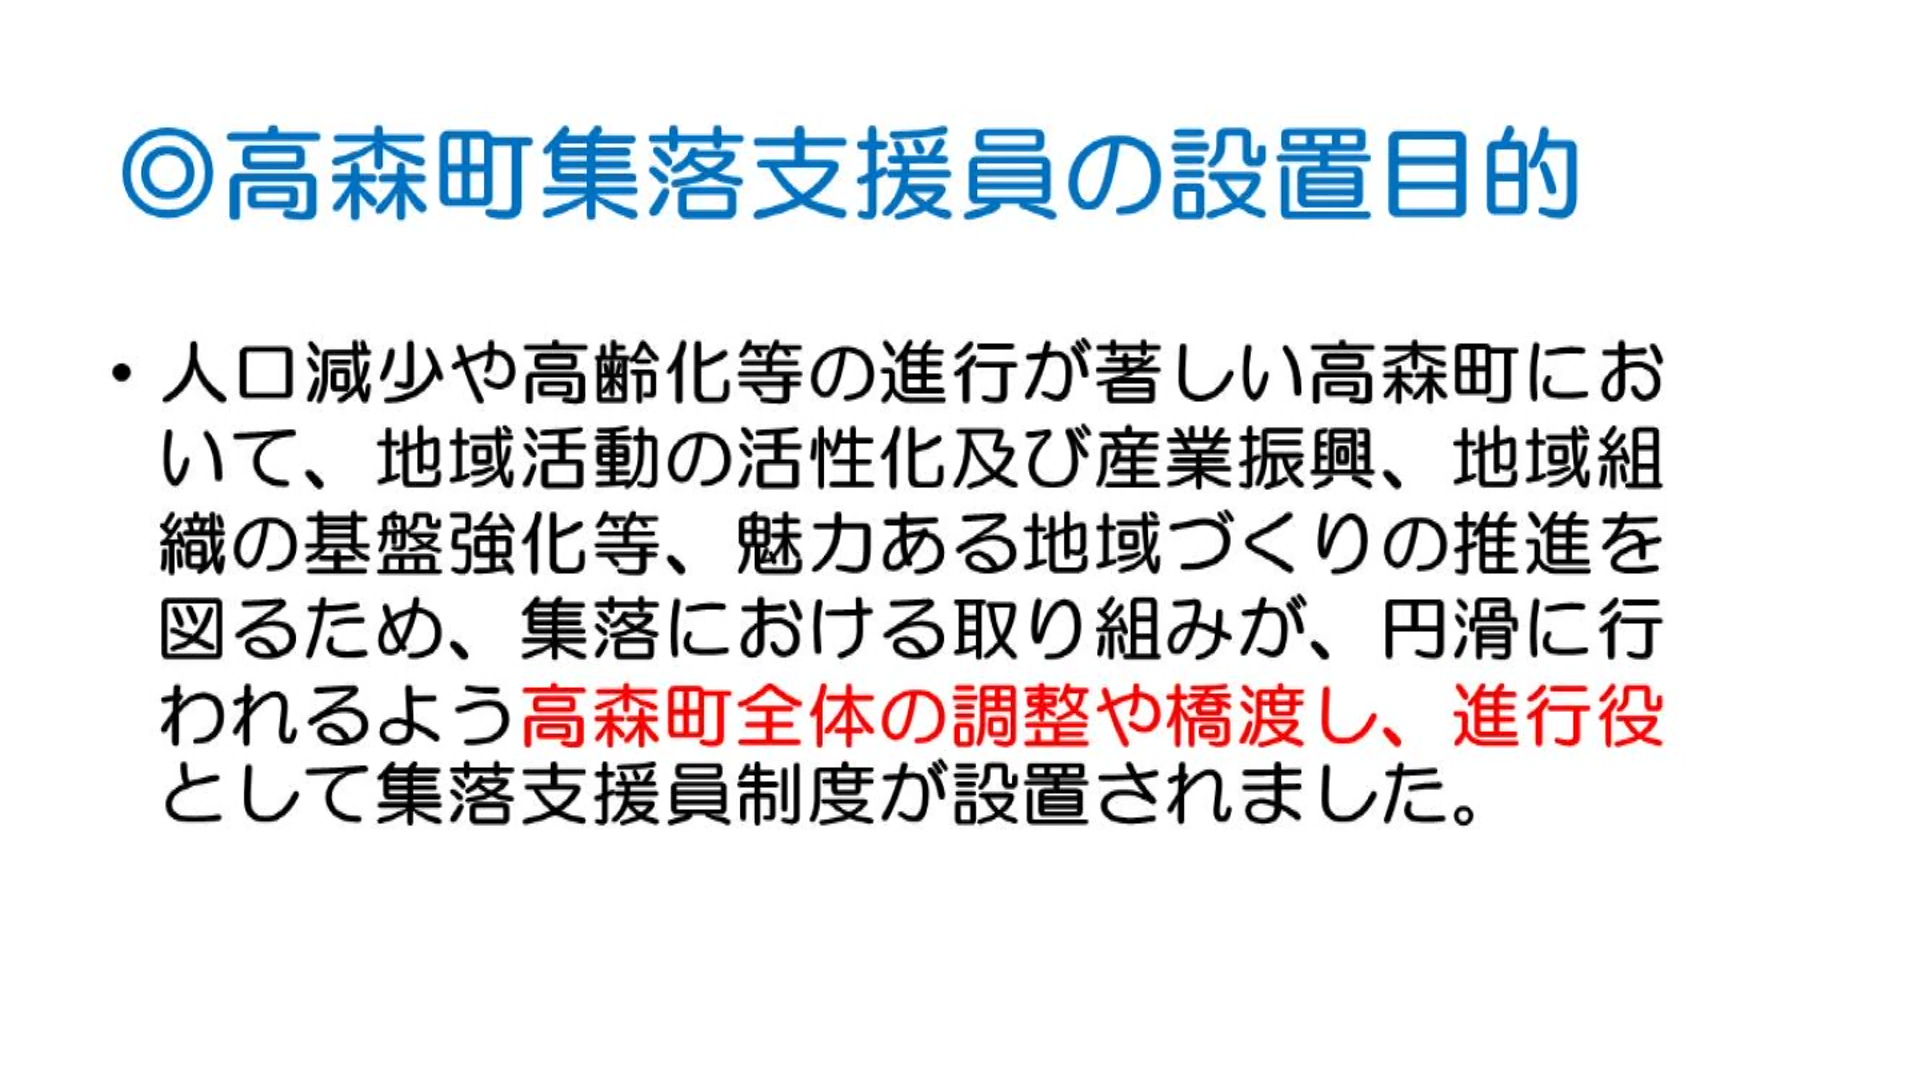 ◎高森町集落支援員の設置目的
• 人口減少や高齢化等の進行が著しい高森町にお
いて、地域活動の活性化及び産業振興、地域組
織の基盤強化等、魅力ある地域づくりの推進を
図るため、集落における取り組みが、円滑に行
われるよう高森町全体の調整や橋渡し、進行役
として集落支援員制度が設置されました。